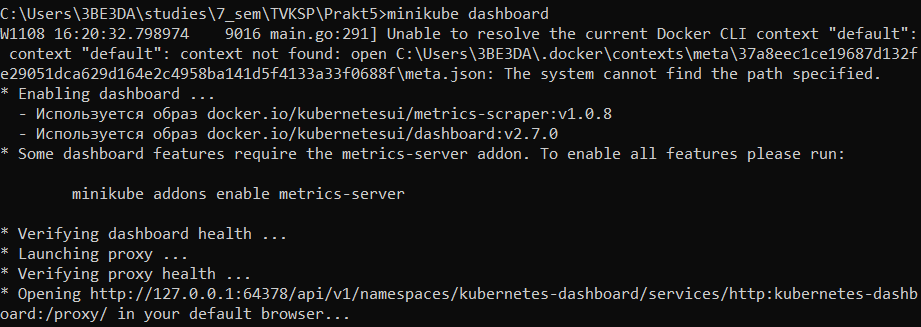 C:\Users\3BE3DA\studies\7_sem\TVKSP\Prakt5>minikube dashboard
W1108 16:20:32.798974    9016 main.go:291] Unable to resolve the current Docker CLI context "default":
 context "default": context not found: open C:\Users\3BE3DA\.docker\contexts\meta\37a8eec1ce19687d132f
e29051dca629d164e2c4958ba141d5f4133a33f0688f\meta.json: The system cannot find the path specified.
* Enabling dashboard ...
  - Используется образ docker.io/kubernetesui/metrics-scraper:v1.0.8
  - Используется образ docker.io/kubernetesui/dashboard:v2.7.0
* Some dashboard features require the metrics-server addon. To enable all features please run:
        minikube addons enable metrics-server
* Verifying dashboard health ...
* Launching proxy ...
* Verifying proxy health ...
* Opening http://127.0.0.1:64378/api/v1/namespaces/kubernetes-dashboard/services/http:kubernetes-dashb
oard:/proxy/ in your default browser...